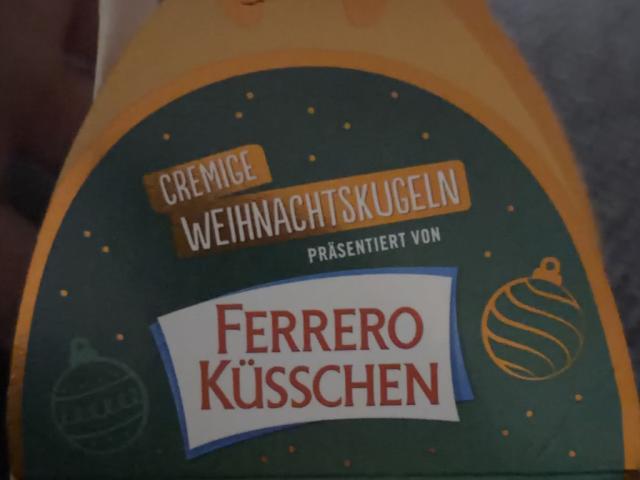 CREMIGE
WEIHNACHTSKUGELN
PRÄSENTIERT VON
FERRERO
KÜSSCHEN